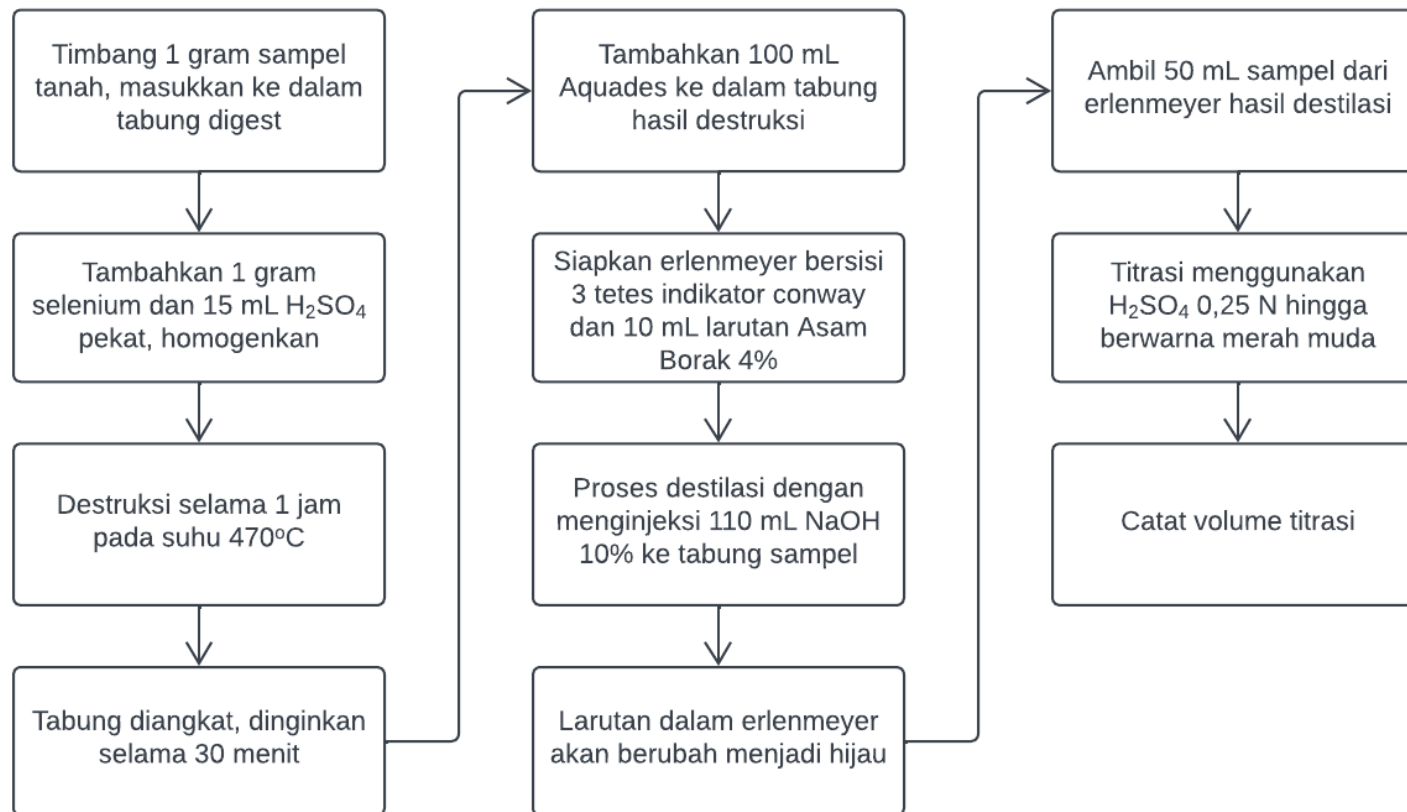 Timbang 1 gram sampel
tanah, masukkan ke dalam
tabung digest
Tambahkan 1 gram
selenium dan 15 mL H₂SO₄
pekat, homogenkan
Destruksi selama 1 jam
pada suhu 470ºC
Tabung diangkat, dinginkan
selama 30 menit
Tambahkan 100 mL
Aquades ke dalam tabung
hasil destruksi
Siapkan erlenmeyer bersisi
3 tetes indikator conway
dan 10 mL larutan Asam
Borak 4%
Proses destilasi dengan
menginjeksi 110 mL NaOH
10% ke tabung sampel
Larutan dalam erlenmeyer
akan berubah menjadi hijau
Ambil 50 mL sampel dari
erlenmeyer hasil destilasi
Titrasi menggunakan
H₂SO₄ 0,25 N hingga
berwarna merah muda
Catat volume titrasi